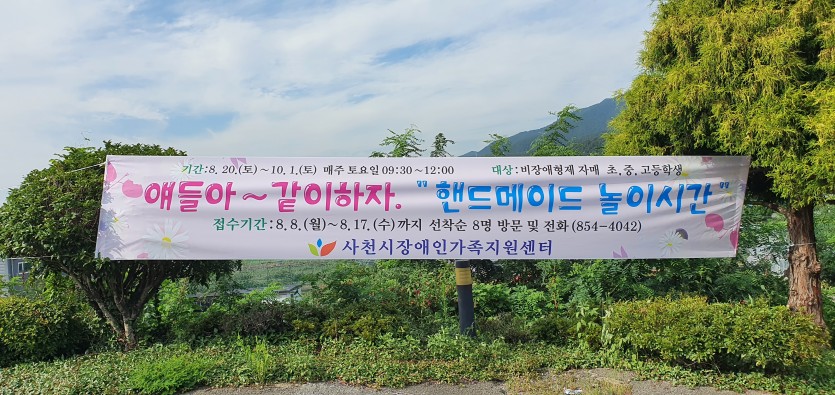 기간:8. 20.(토)~ 10. 1.(토) 매주 토요일 09:30~12:00 대상:비장애형제 자매 초, 중, 고등학생
얘들아~같이하자. "핸드메이드 놀이시간"
접수기간:8. 8.(월)~8. 17.(수)까지 선착순 8명 방문 및 전화(854-4042)
사천시장애인가족지원센터